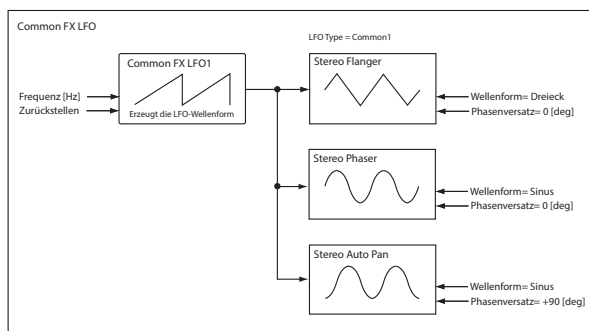 Common FX LFO
LFO Type = Common1
Common FX LFO1
Stereo Flanger
Frequenz [Hz]
Zurückstellen
Erzeugt die LFO-Wellenform
Wellenform= Dreieck
Phasenversatz= 0 [deg]
Stereo Phaser
Wellenform= Sinus
Phasenversatz= 0 [deg]
Stereo Auto Pan
Wellenform= Sinus
Phasenversatz= +90 [deg]